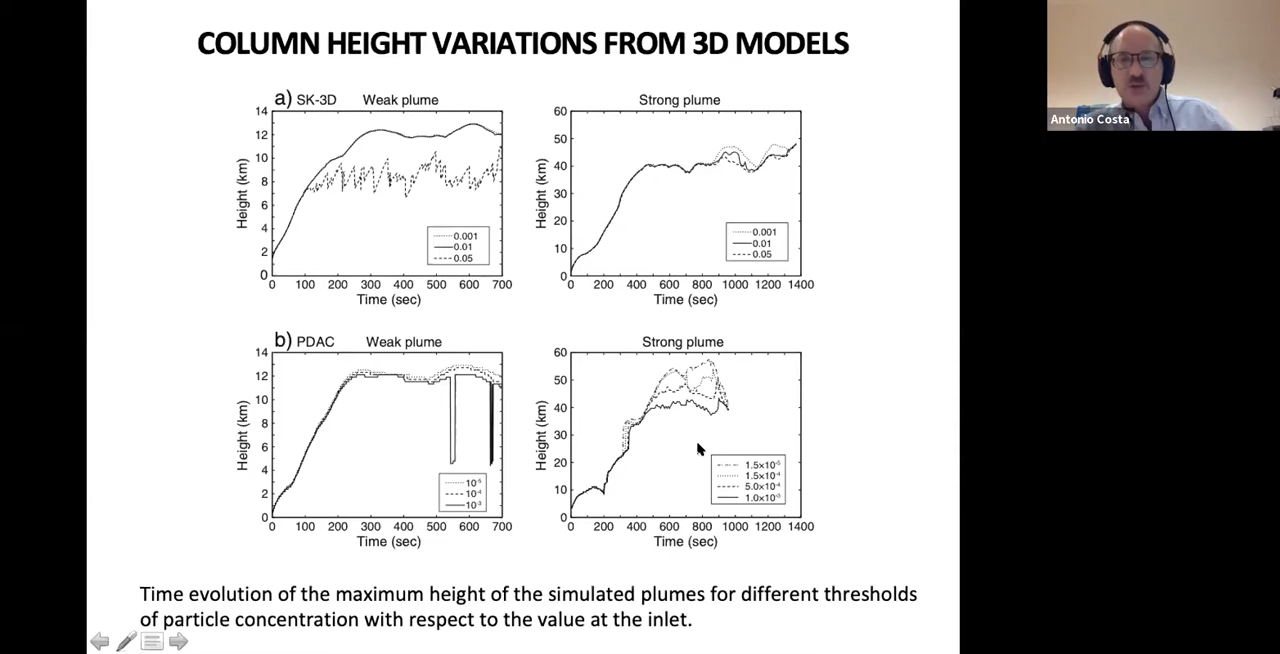 COLUMN HEIGHT VARIATIONS FROM 3D MODELS
Antonio Costa
a) SK-3D Weak plume
14
12
10
8
6
4
2
0
Height (km)
0.001
0.01
0.05
0 100 200 300 400 500 600 700
Time (sec)
Strong plume
60
50
40
30
20
10
0
Height (km)
0.001
0.01
0.05
0 200 400 600 800 1000 1200 1400
Time (sec)
b) PDAC Weak plume
14
12
10
8
6
4
2
0
Height (km)
10⁻⁵
10⁻⁴
10⁻³
0 100 200 300 400 500 600 700
Time (sec)
Strong plume
60
50
40
30
20
10
0
Height (km)
1.5×10⁻⁵
1.5×10⁻⁴
5.0×10⁻⁴
1.0×10⁻³
0 200 400 600 800 1000 1200 1400
Time (sec)
Time evolution of the maximum height of the simulated plumes for different thresholds
of particle concentration with respect to the value at the inlet.